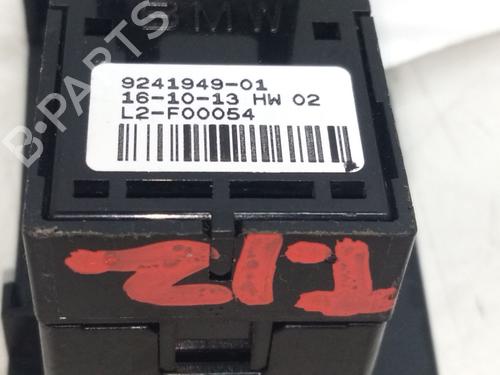 BMW
9241949-01
16-10-13 HW 02
L2-F00054
B-PARTS